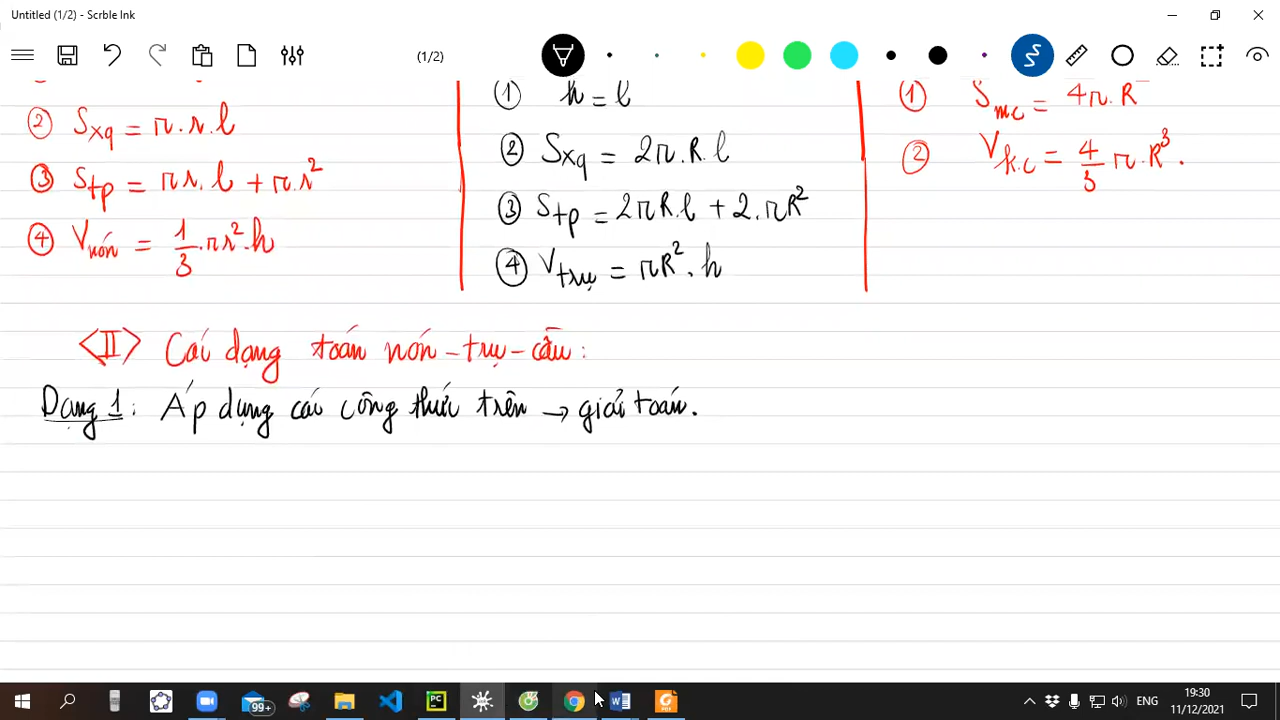 Untitled (1/2) - Scrble Ink
(1/2)
② Sxq = π.r.l
③ Stp = πr.l + π.r²
④ Vnón = 1/3.πr².h
① h = l
② Sxq = 2π.R.l
③ Stp = 2πR.l + 2.πR²
④ Vtrụ = πR².h
① Smc = 4π.R²
② Vk.c = 4/3 π.R³.
<II> Các dạng toán nón - trụ - cầu:
Dạng 1: Áp dụng các công thức trên → giải toán.
99+
PC
ENG
19:30
11/12/2021